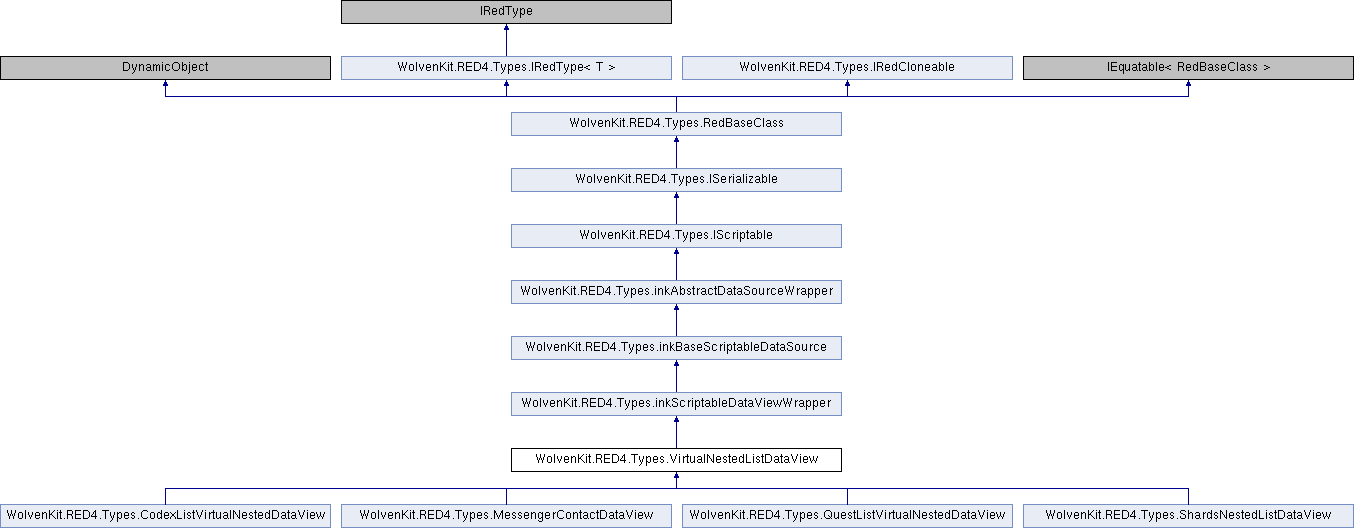 IRedType
DynamicObject
WolvenKit.RED4.Types.IRedType< T >
WolvenKit.RED4.Types.IRedCloneable
IEquatable< RedBaseClass >
WolvenKit.RED4.Types.RedBaseClass
WolvenKit.RED4.Types.ISerializable
WolvenKit.RED4.Types.IScriptable
WolvenKit.RED4.Types.inkAbstractDataSourceWrapper
WolvenKit.RED4.Types.inkBaseScriptableDataSource
WolvenKit.RED4.Types.inkScriptableDataViewWrapper
WolvenKit.RED4.Types.VirtualNestedListDataView
WolvenKit.RED4.Types.CodexListVirtualNestedDataView
WolvenKit.RED4.Types.MessengerContactDataView
WolvenKit.RED4.Types.QuestListVirtualNestedDataView
WolvenKit.RED4.Types.ShardsNestedListDataView